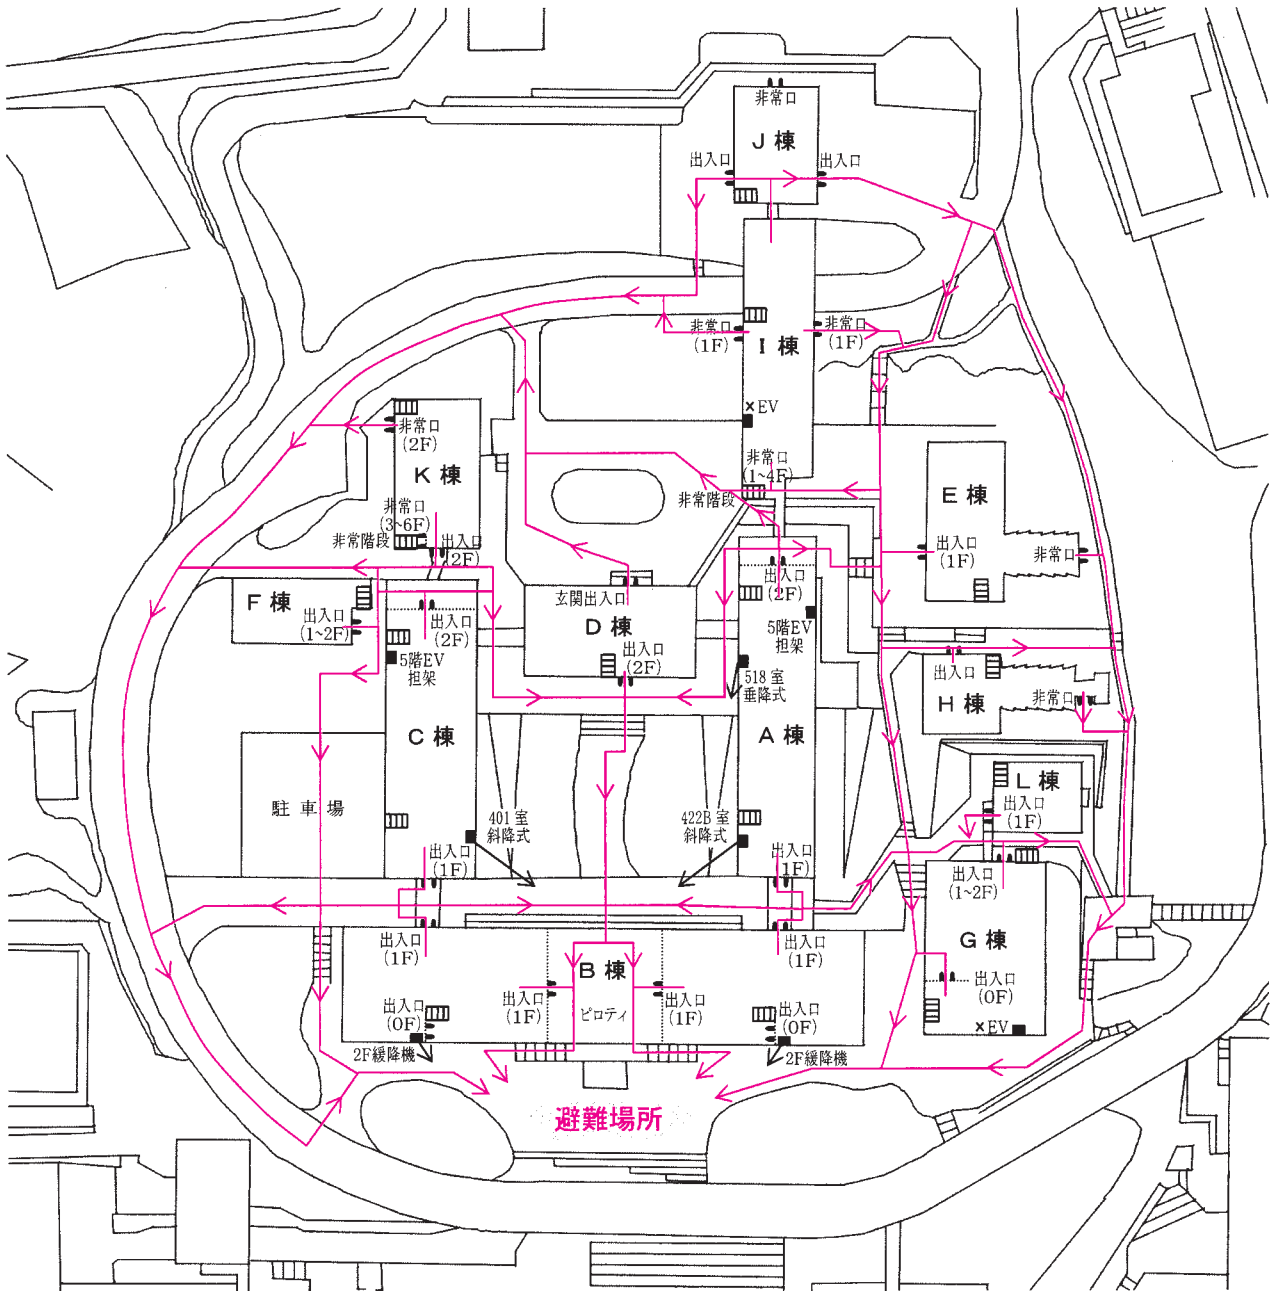 非常口
J 棟
出入口
出入口
非常口
(1F)
非常口
(1F)
I 棟
×EV
非常口
(2F)
K 棟
非常口
(1~4F)
非常階段
E 棟
非常口
(3~6F)
非常階段
出入口
(2F)
出入口
(1F)
非常口
F 棟
出入口
(1~2F)
出入口
(2F)
玄関出入口
D 棟
出入口
(2F)
出入口
(2F)
5階EV
担架
5階EV
担架
518 室
垂降式
出入口
H 棟
非常口
C 棟
A 棟
L 棟
出入口
(1F)
駐 車 場
401 室
斜降式
422B 室
斜降式
出入口
(1F)
出入口
(1F)
出入口
(1~2F)
G 棟
出入口
(1F)
出入口
(1F)
B 棟
出入口
(1F)
ピロティ
出入口
(1F)
出入口
(0F)
出入口
(0F)
出入口
(0F)
×EV
2F緩降機
2F緩降機
避難場所